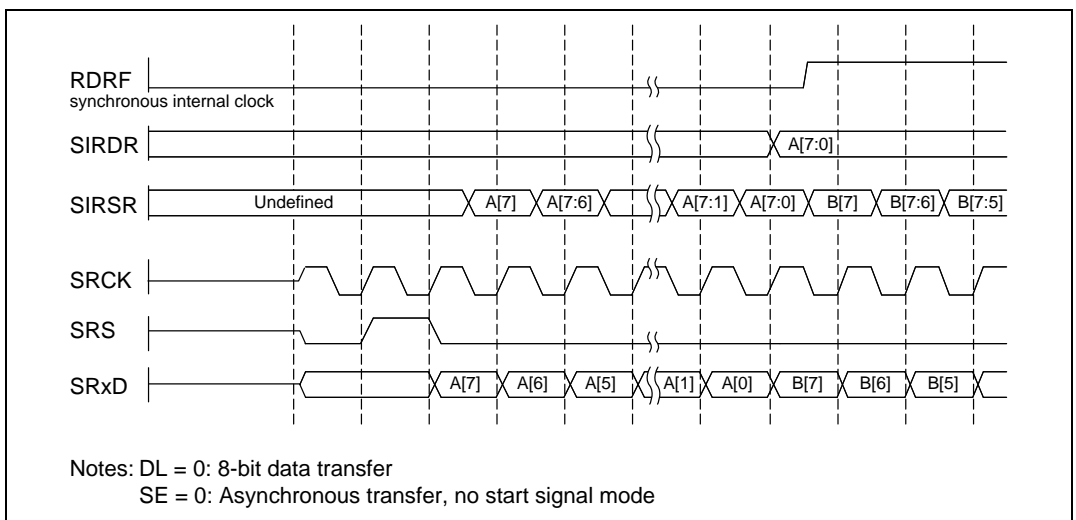 RDRF
synchronous internal clock
SIRDR A[7:0]
SIRSR Undefined A[7] A[7:6] A[7:1] A[7:0] B[7] B[7:6] B[7:5]
SRCK
SRS
SRxD A[7] A[6] A[5] A[1] A[0] B[7] B[6] B[5]
Notes: DL = 0: 8-bit data transfer
SE = 0: Asynchronous transfer, no start signal mode